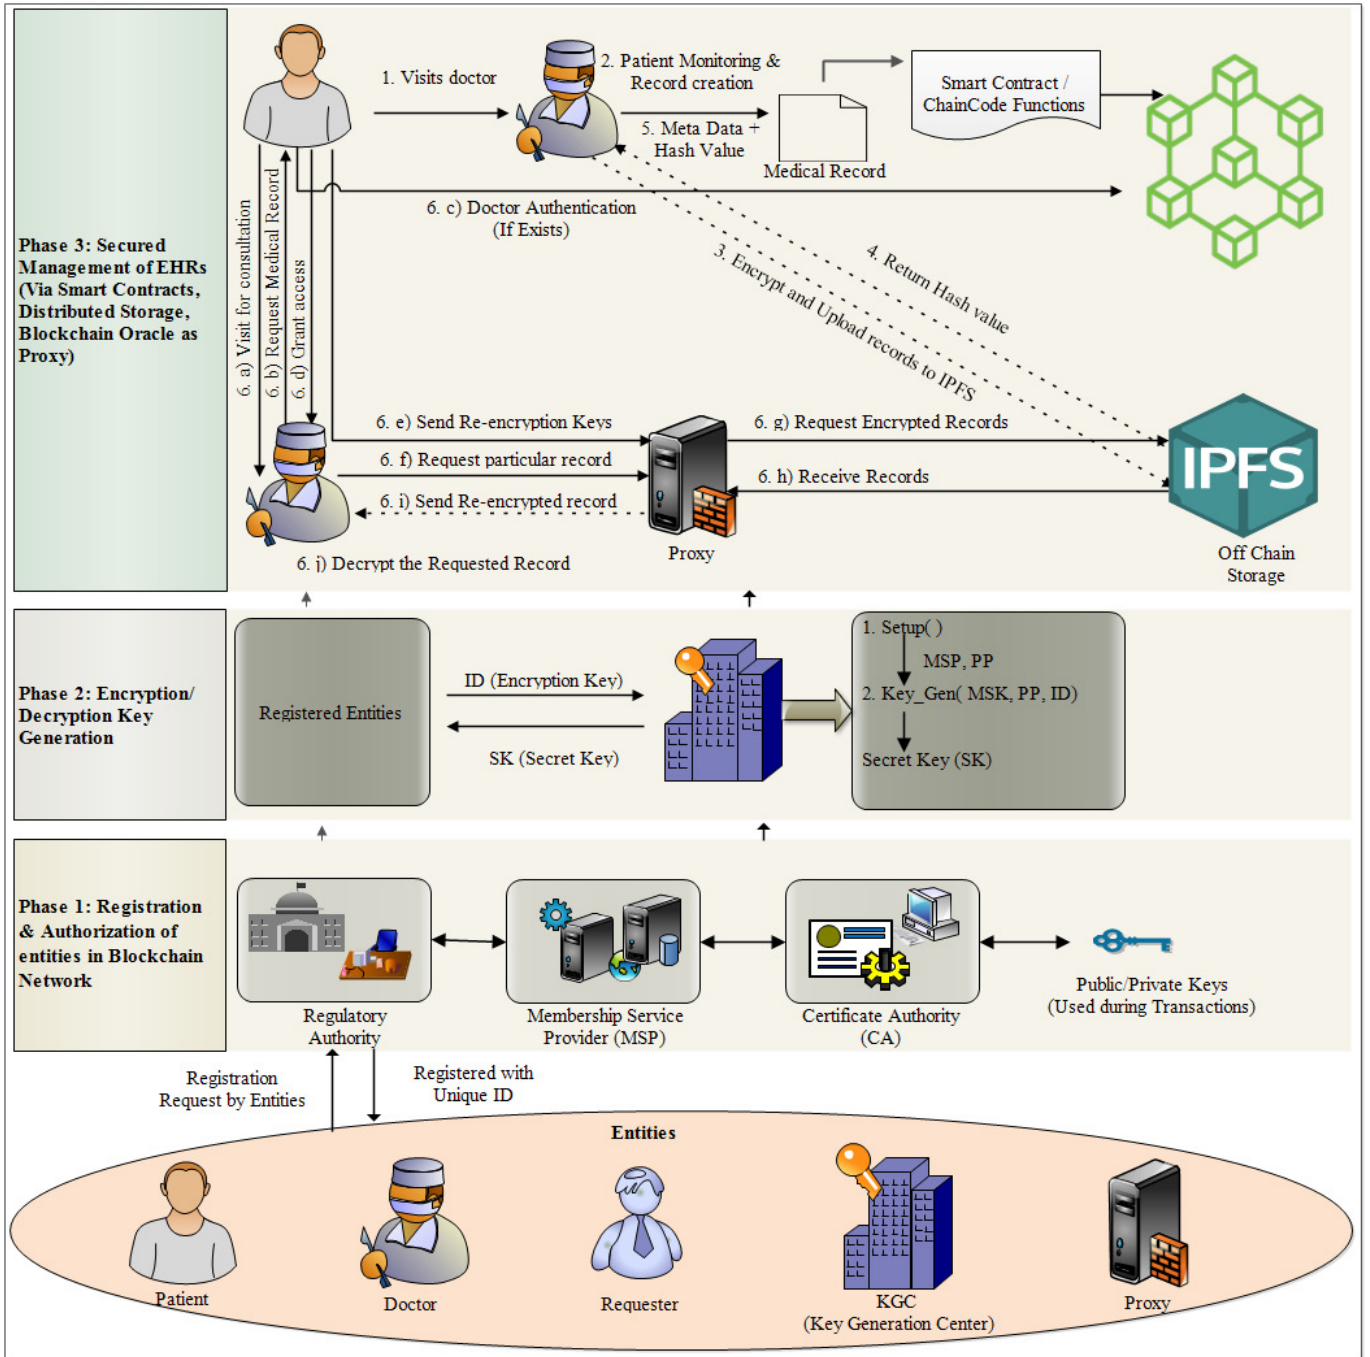 1. Visits doctor
2. Patient Monitoring &
Record creation
5. Meta Data +
Hash Value
Medical Record
Smart Contract /
ChainCode Functions
6. c) Doctor Authentication
(If Exists)
3. Encrypt and Upload records to IPFS
4. Return Hash value
Phase 3: Secured
Management of EHRs
(Via Smart Contracts,
Distributed Storage,
Blockchain Oracle as
Proxy)
6. a) Visit for consultation
6. b) Request Medical Record
6. d) Grant access
6. e) Send Re-encryption Keys
6. f) Request particular record
6. i) Send Re-encrypted record
6. j) Decrypt the Requested Record
Proxy
6. g) Request Encrypted Records
6. h) Receive Records
IPFS
Off Chain
Storage
Phase 2: Encryption/
Decryption Key
Generation
Registered Entities
ID (Encryption Key)
SK (Secret Key)
1. Setup( )
MSP, PP
2. Key_Gen( MSK, PP, ID)
Secret Key (SK)
Phase 1: Registration
& Authorization of
entities in Blockchain
Network
Regulatory
Authority
Membership Service
Provider (MSP)
Certificate Authority
(CA)
Public/Private Keys
(Used during Transactions)
Registration
Request by Entities
Registered with
Unique ID
Entities
Patient
Doctor
Requester
KGC
(Key Generation Center)
Proxy